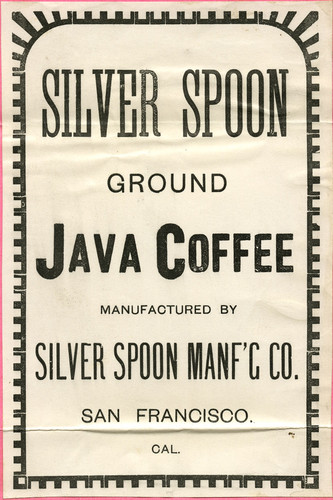 SILVER SPOON
GROUND
JAVA COFFEE
MANUFACTURED BY
SILVER SPOON MANF'G CO.
SAN FRANCISCO.
CAL.